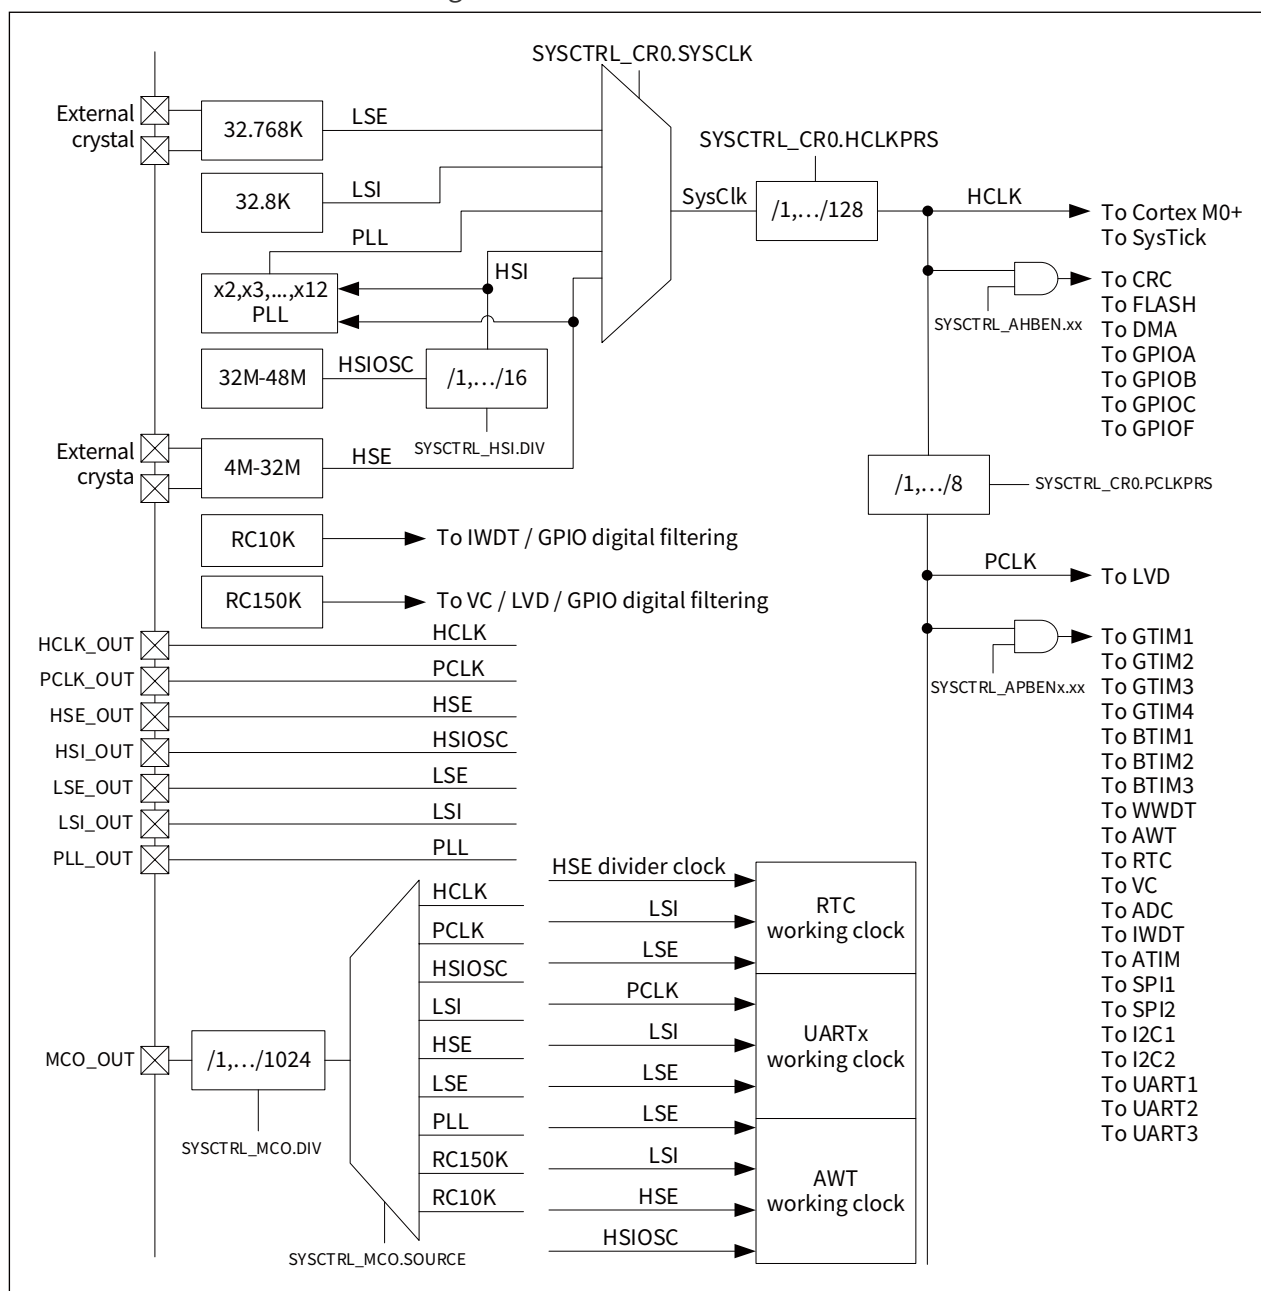 SYSCTRL_CR0.SYSCLK
External
crystal
32.768K
LSE
SYSCTRL_CR0.HCLKPRS
32.8K
LSI
SysClk
/1,.../128
HCLK
To Cortex M0+
To SysTick
PLL
HSI
x2,x3,...,x12
PLL
SYSCTRL_AHBEN.xx
To CRC
To FLASH
To DMA
To GPIOA
To GPIOB
To GPIOC
To GPIOF
32M-48M
HSIOSC
/1,.../16
SYSCTRL_HSI.DIV
External
crysta
4M-32M
HSE
/1,.../8
SYSCTRL_CR0.PCLKPRS
RC10K
To IWDT / GPIO digital filtering
RC150K
To VC / LVD / GPIO digital filtering
PCLK
To LVD
SYSCTRL_APBENx.xx
To GTIM1
To GTIM2
To GTIM3
To GTIM4
To BTIM1
To BTIM2
To BTIM3
To WWDT
To AWT
To RTC
To VC
To ADC
To IWDT
To ATIM
To SPI1
To SPI2
To I2C1
To I2C2
To UART1
To UART2
To UART3
HCLK_OUT
HCLK
PCLK_OUT
PCLK
HSE_OUT
HSE
HSI_OUT
HSIOSC
LSE_OUT
LSE
LSI_OUT
LSI
PLL_OUT
PLL
MCO_OUT
/1,.../1024
SYSCTRL_MCO.DIV
HCLK
PCLK
HSIOSC
LSI
HSE
LSE
PLL
RC150K
RC10K
SYSCTRL_MCO.SOURCE
HSE divider clock
LSI
LSE
RTC
working clock
PCLK
LSI
LSE
UARTx
working clock
LSE
LSI
HSE
HSIOSC
AWT
working clock